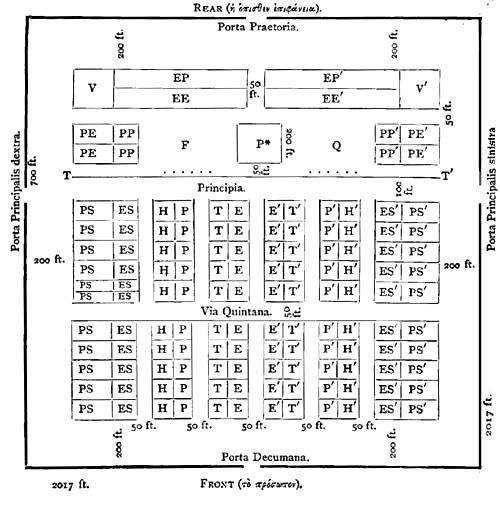 REAR (ἡ ὄπισθεν ἐπιφάνεια).
Porta Praetoria.
200 ft.
200 ft.
V
EP
EE
50 ft.
EP′
EE′
V′
50 ft.
PE PP
PE PP
F
P*
200 ft.
50 ft.
Q
PP′ PE′
PP′ PE′
Porta Principalis dextra.
700 ft.
Porta Principalis sinistra
T
T′
Principia.
100 ft.
PS ES H P T E E′ T′ P′ H′ ES′ PS′
PS ES H P T E E′ T′ P′ H′ ES′ PS′
PS ES H P T E E′ T′ P′ H′ ES′ PS′
200 ft.
PS ES H P T E E′ T′ P′ H′ ES′ PS′
200 ft.
PS ES
PS ES
H P T E E′ T′ P′ H′ ES′ PS′
Via Quintana.
50 ft.
PS ES H P T E E′ T′ P′ H′ ES′ PS′
PS ES H P T E E′ T′ P′ H′ ES′ PS′
PS ES H P T E E′ T′ P′ H′ ES′ PS′
PS ES H P T E E′ T′ P′ H′ ES′ PS′
PS ES H P T E E′ T′ P′ H′ ES′ PS′
50 ft. 50 ft. 50 ft. 50 ft. 50 ft.
200 ft.
200 ft.
2017 ft.
Porta Decumana.
2017 ft.
FRONT (τὸ πρόσωπον).